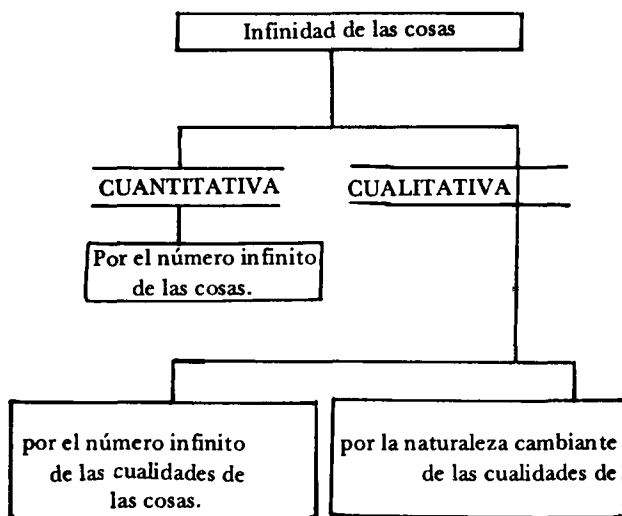 Infinidad de las cosas
CUANTITATIVA
CUALITATIVA
Por el número infinito
de las cosas.
por el número infinito
de las cualidades de
las cosas.
por la naturaleza cambiante
de las cualidades de